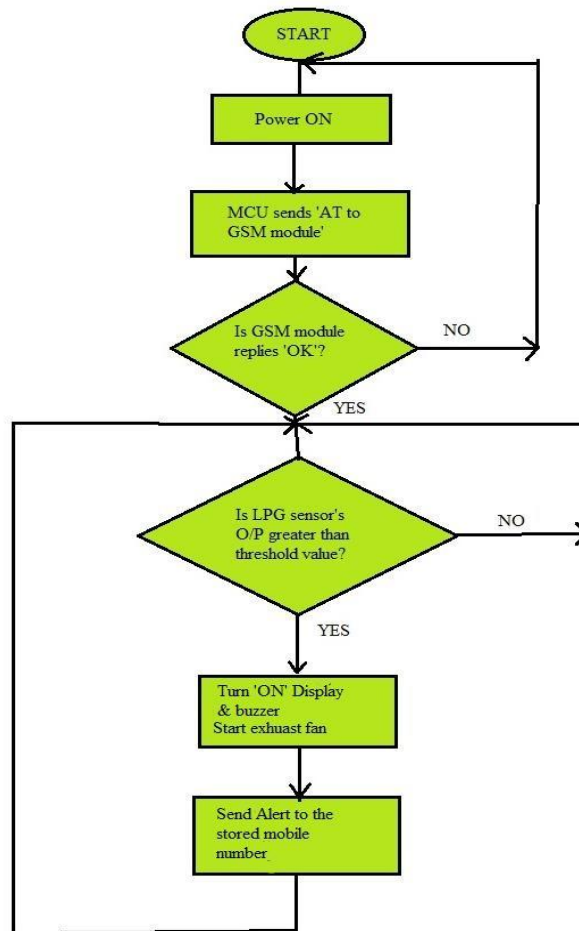 START
Power ON
MCU sends 'AT to
GSM module'
Is GSM module
replies 'OK'?
NO
YES
Is LPG sensor's
O/P greater than
threshold value?
NO
YES
Turn 'ON' Display
& buzzer
Start exhuast fan
Send Alert to the
stored mobile
number.